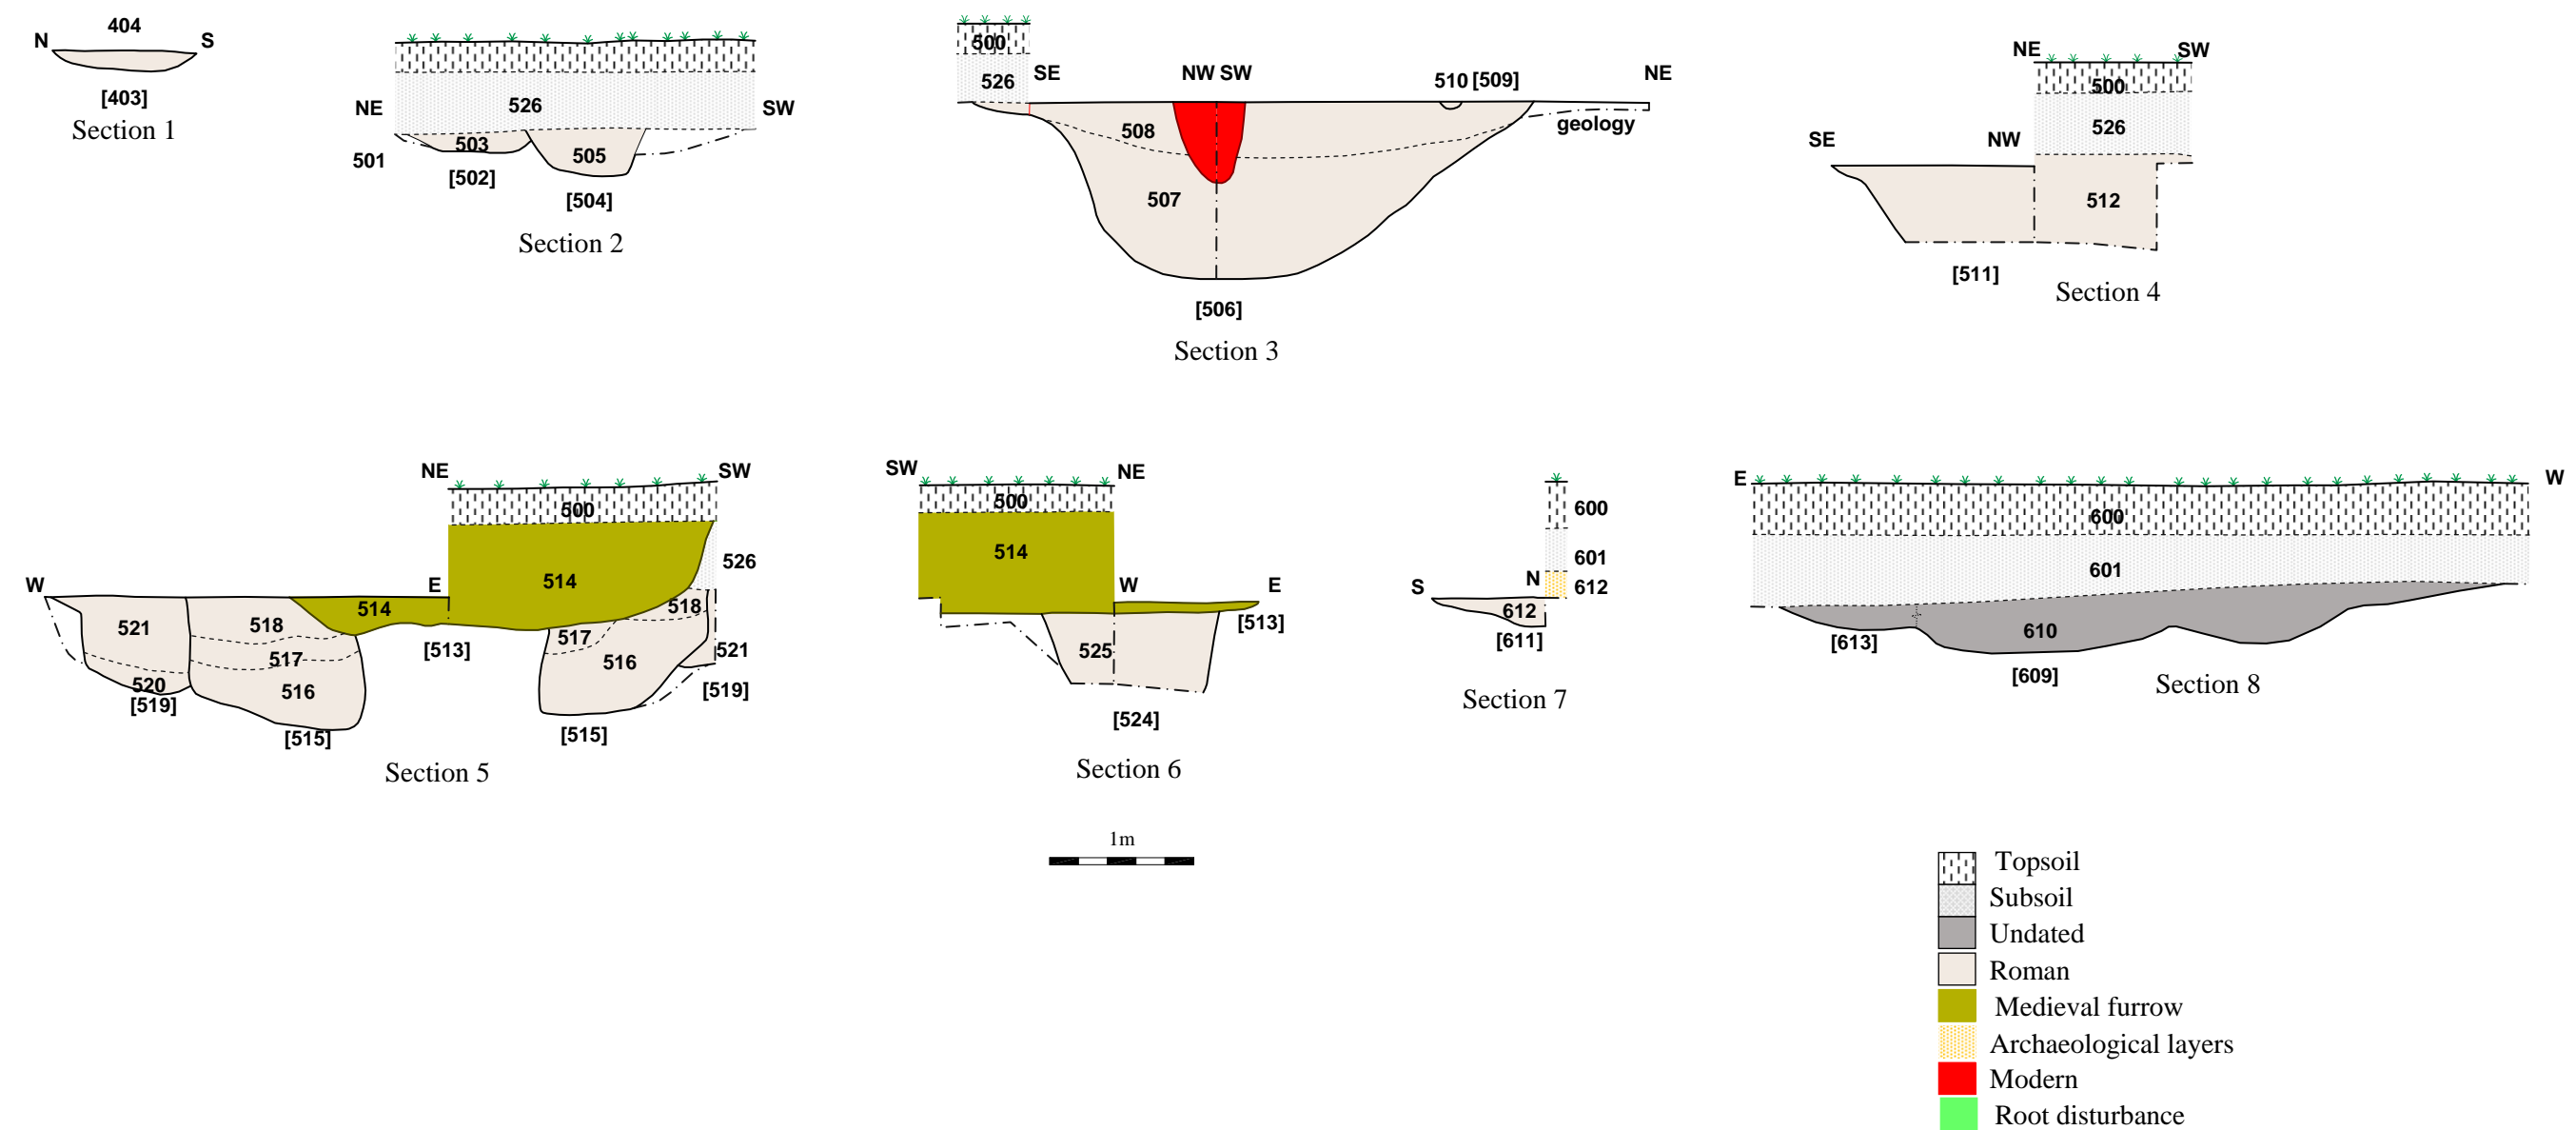 404
N S
[403]
Section 1
526
NE SW
503
501 505
[502]
[504]
Section 2
500
526 SE NW SW 510 [509] NE
508 geology
507
[506]
Section 3
NE SW
500
526
SE NW
512
[511]
Section 4
NE SW
500
526
W E 514
514
521 518 518
517 517
516 521
520 516
[513]
[519] [519]
[515] [515]
Section 5
SW NE
500
514
W E
[513]
525
[524]
Section 6
600
601
N 612
S
612
[611]
Section 7
E W
600
601
610
[613]
[609]
Section 8
1m
Topsoil
Subsoil
Undated
Roman
Medieval furrow
Archaeological layers
Modern
Root disturbance